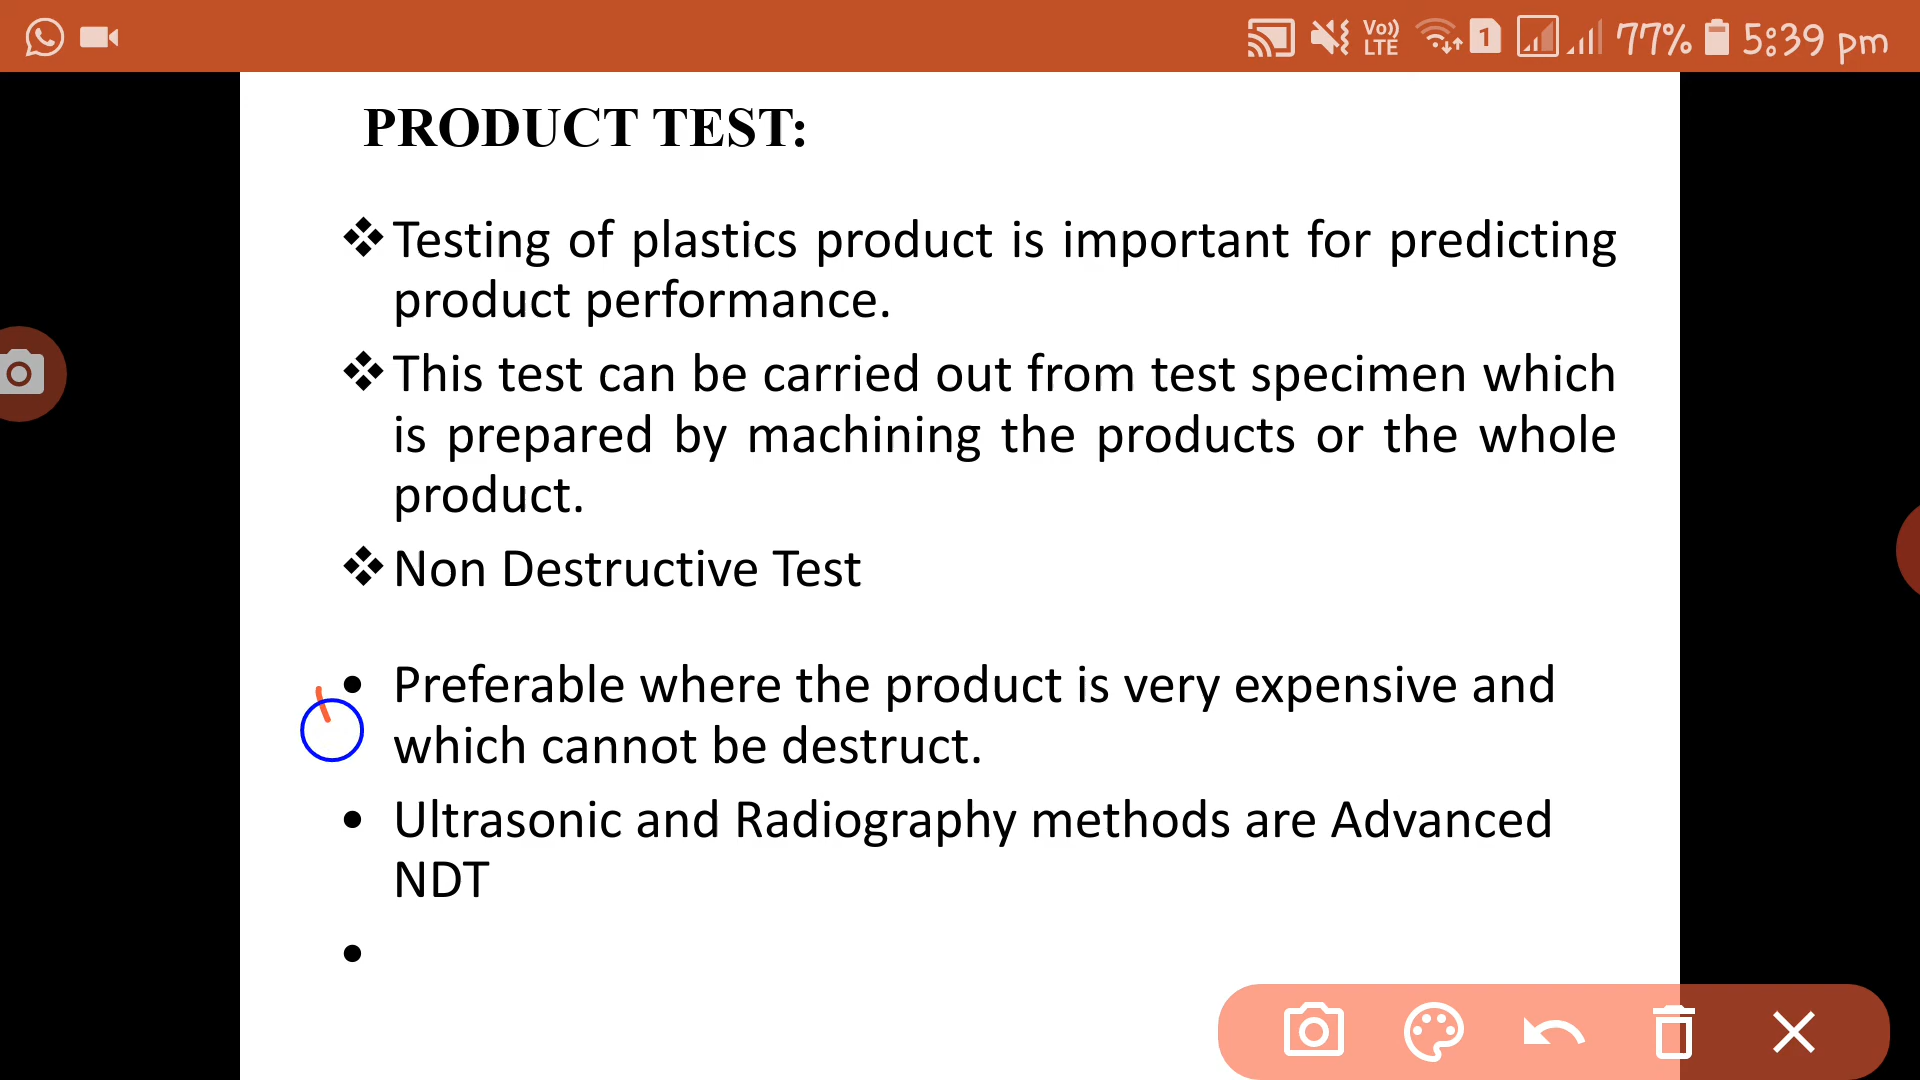 Vo)) LTE 1 77% 5:39 pm
PRODUCT TEST:
❖ Testing of plastics product is important for predicting
product performance.
❖ This test can be carried out from test specimen which
is prepared by machining the products or the whole
product.
❖ Non Destructive Test
• Preferable where the product is very expensive and
which cannot be destruct.
• Ultrasonic and Radiography methods are Advanced
NDT
•